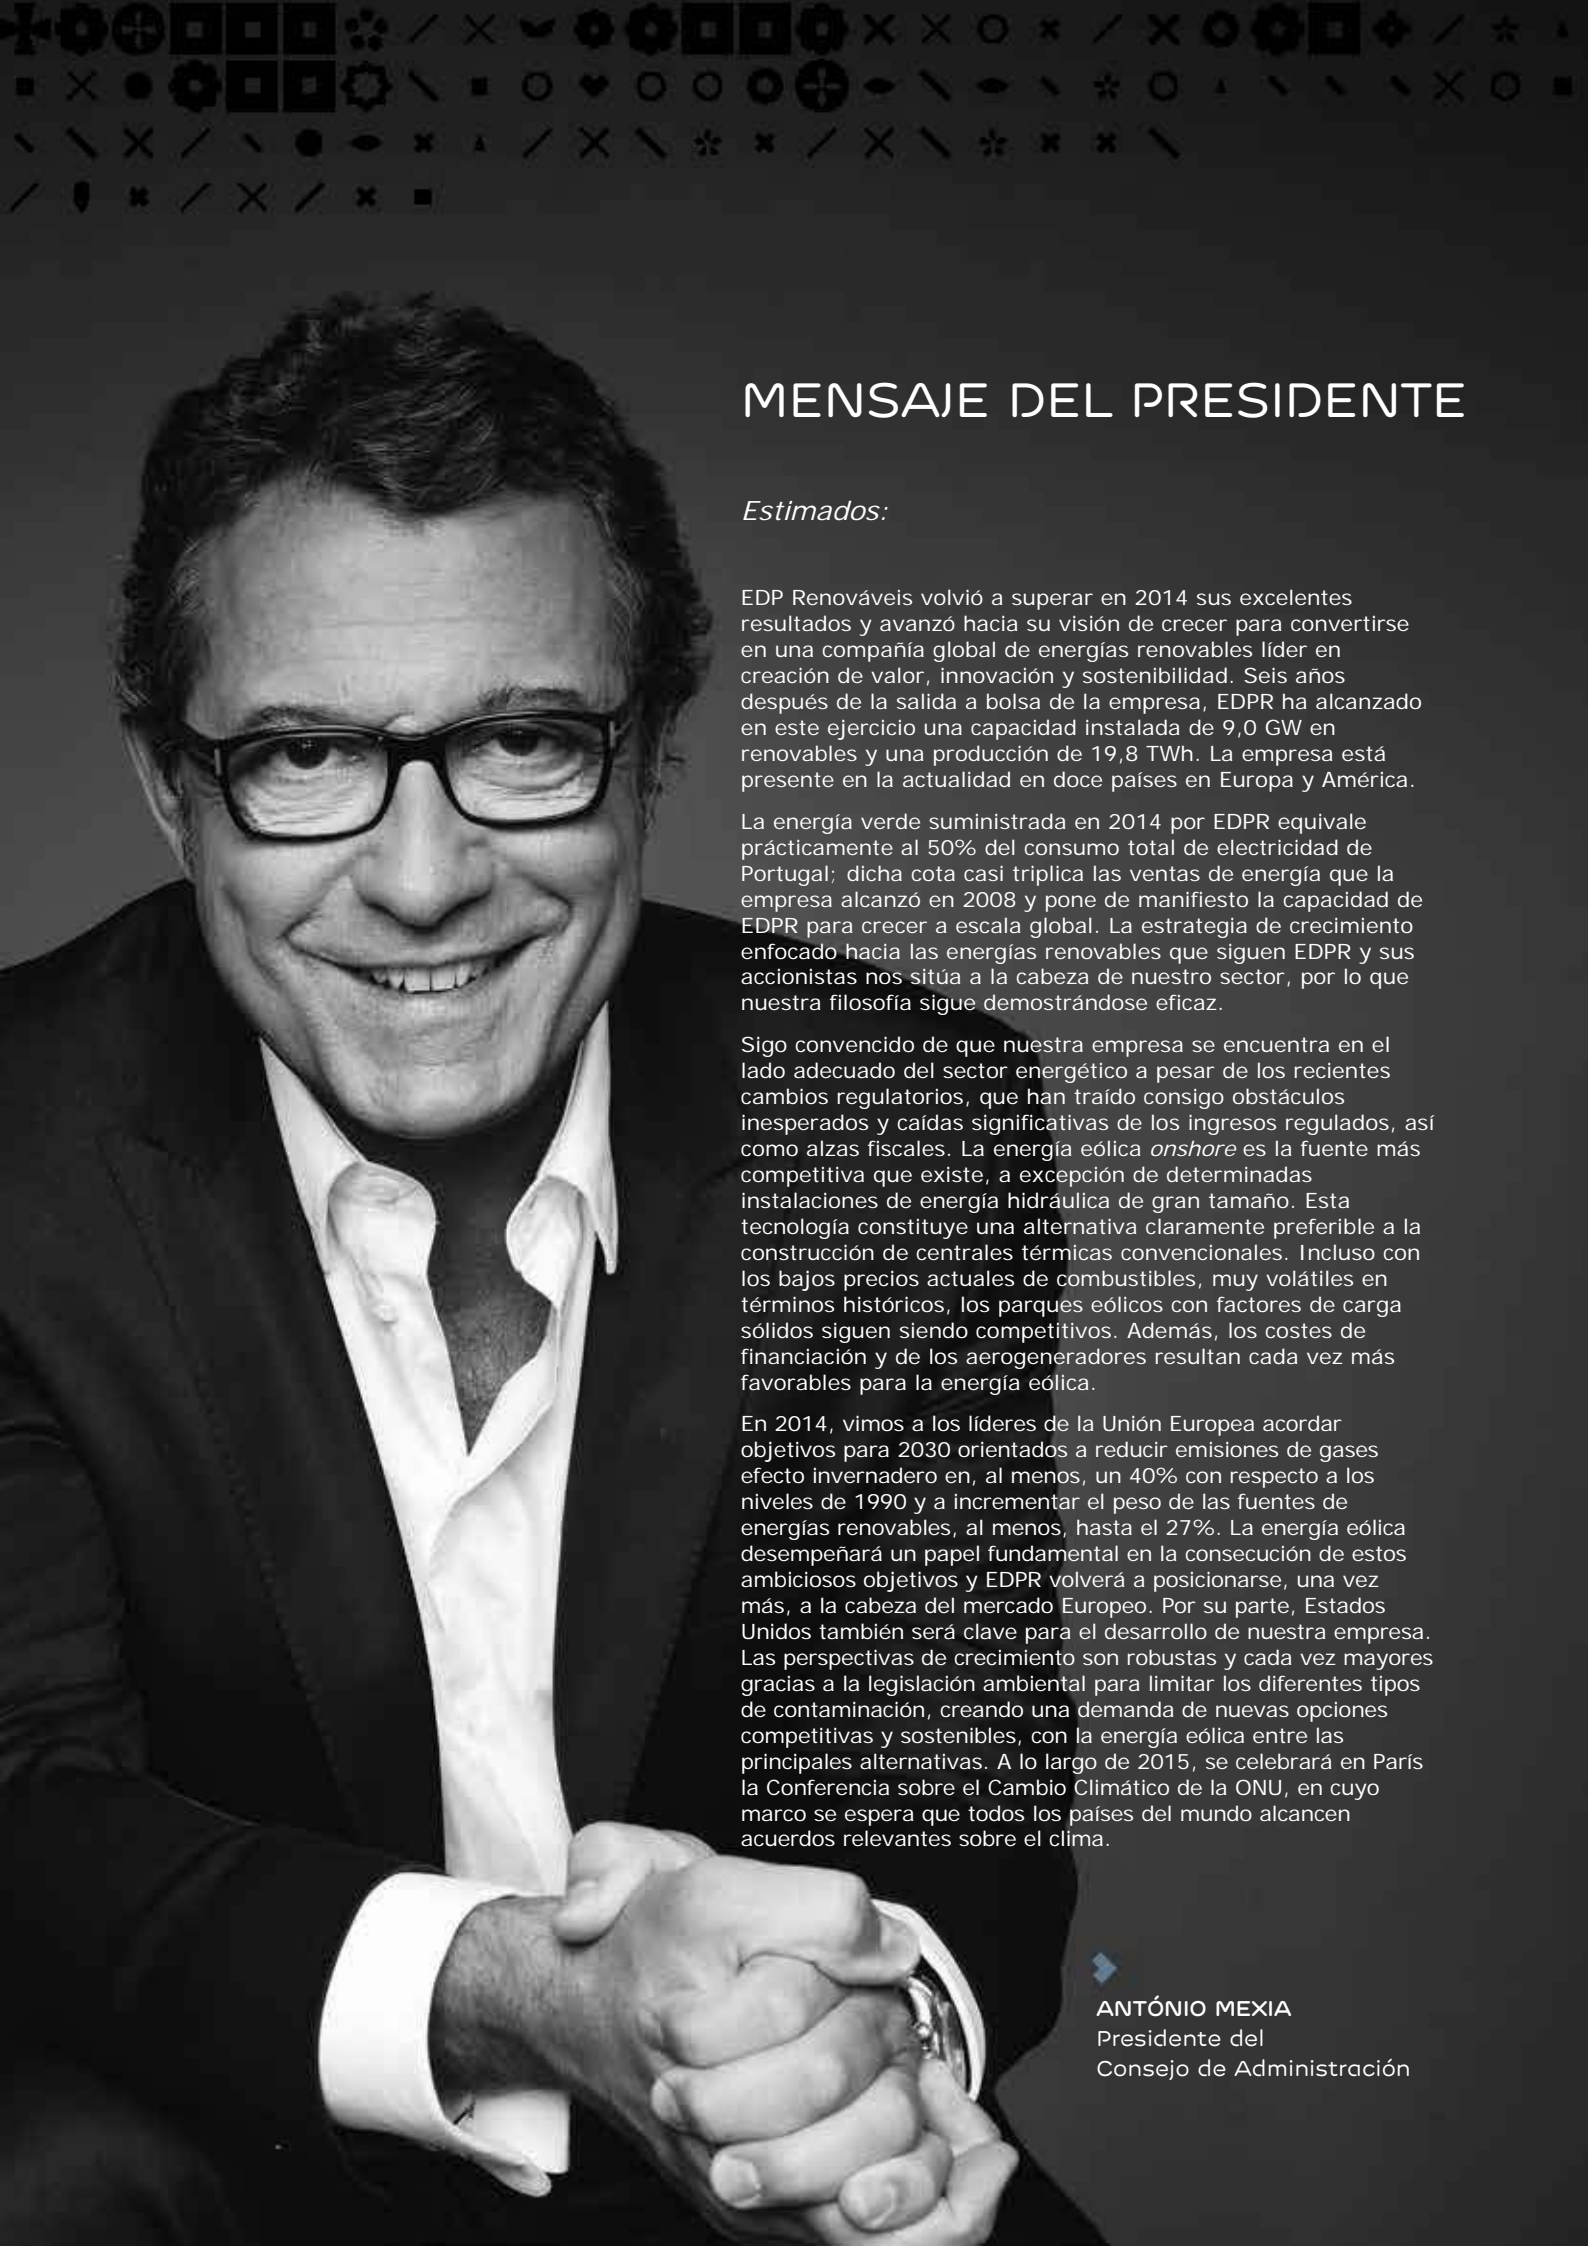 MENSAJE DEL PRESIDENTE
Estimados:
EDP Renováveis volvió a superar en 2014 sus excelentes
resultados y avanzó hacia su visión de crecer para convertirse
en una compañía global de energías renovables líder en
creación de valor, innovación y sostenibilidad. Seis años
después de la salida a bolsa de la empresa, EDPR ha alcanzado
en este ejercicio una capacidad instalada de 9,0 GW en
renovables y una producción de 19,8 TWh. La empresa está
presente en la actualidad en doce países en Europa y América.
La energía verde suministrada en 2014 por EDPR equivale
prácticamente al 50% del consumo total de electricidad de
Portugal; dicha cota casi triplica las ventas de energía que la
empresa alcanzó en 2008 y pone de manifiesto la capacidad de
EDPR para crecer a escala global. La estrategia de crecimiento
enfocado hacia las energías renovables que siguen EDPR y sus
accionistas nos sitúa a la cabeza de nuestro sector, por lo que
nuestra filosofía sigue demostrándose eficaz.
Sigo convencido de que nuestra empresa se encuentra en el
lado adecuado del sector energético a pesar de los recientes
cambios regulatorios, que han traído consigo obstáculos
inesperados y caídas significativas de los ingresos regulados, así
como alzas fiscales. La energía eólica onshore es la fuente más
competitiva que existe, a excepción de determinadas
instalaciones de energía hidráulica de gran tamaño. Esta
tecnología constituye una alternativa claramente preferible a la
construcción de centrales térmicas convencionales. Incluso con
los bajos precios actuales de combustibles, muy volátiles en
términos históricos, los parques eólicos con factores de carga
sólidos siguen siendo competitivos. Además, los costes de
financiación y de los aerogeneradores resultan cada vez más
favorables para la energía eólica.
En 2014, vimos a los líderes de la Unión Europea acordar
objetivos para 2030 orientados a reducir emisiones de gases
efecto invernadero en, al menos, un 40% con respecto a los
niveles de 1990 y a incrementar el peso de las fuentes de
energías renovables, al menos, hasta el 27%. La energía eólica
desempeñará un papel fundamental en la consecución de estos
ambiciosos objetivos y EDPR volverá a posicionarse, una vez
más, a la cabeza del mercado Europeo. Por su parte, Estados
Unidos también será clave para el desarrollo de nuestra empresa.
Las perspectivas de crecimiento son robustas y cada vez mayores
gracias a la legislación ambiental para limitar los diferentes tipos
de contaminación, creando una demanda de nuevas opciones
competitivas y sostenibles, con la energía eólica entre las
principales alternativas. A lo largo de 2015, se celebrará en París
la Conferencia sobre el Cambio Climático de la ONU, en cuyo
marco se espera que todos los países del mundo alcancen
acuerdos relevantes sobre el clima.
ANTÓNIO MEXIA
Presidente del
Consejo de Administración